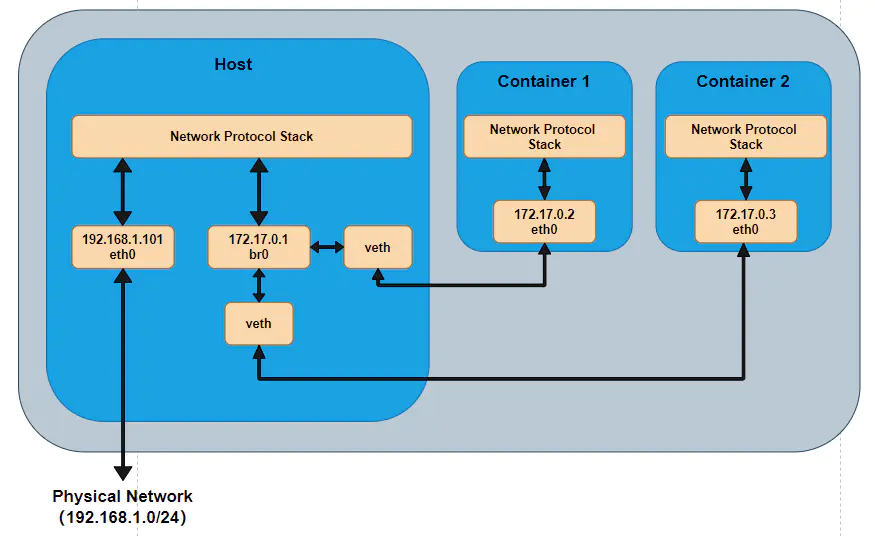 Host
Network Protocol Stack
192.168.1.101
eth0
172.17.0.1
br0
veth
veth
Container 1
Network Protocol
Stack
172.17.0.2
eth0
Container 2
Network Protocol
Stack
172.17.0.3
eth0
Physical Network
（192.168.1.0/24）